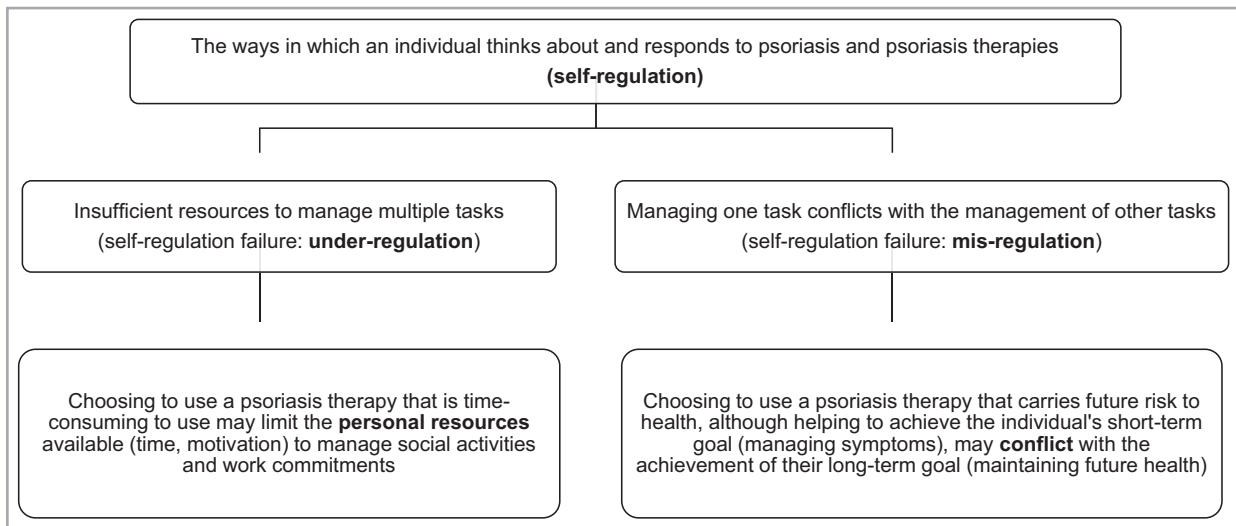 The ways in which an individual thinks about and responds to psoriasis and psoriasis therapies
(self-regulation)
Insufficient resources to manage multiple tasks
(self-regulation failure: under-regulation)
Managing one task conflicts with the management of other tasks
(self-regulation failure: mis-regulation)
Choosing to use a psoriasis therapy that is time-
consuming to use may limit the personal resources
available (time, motivation) to manage social activities
and work commitments
Choosing to use a psoriasis therapy that carries future risk to
health, although helping to achieve the individual's short-term
goal (managing symptoms), may conflict with the
achievement of their long-term goal (maintaining future health)